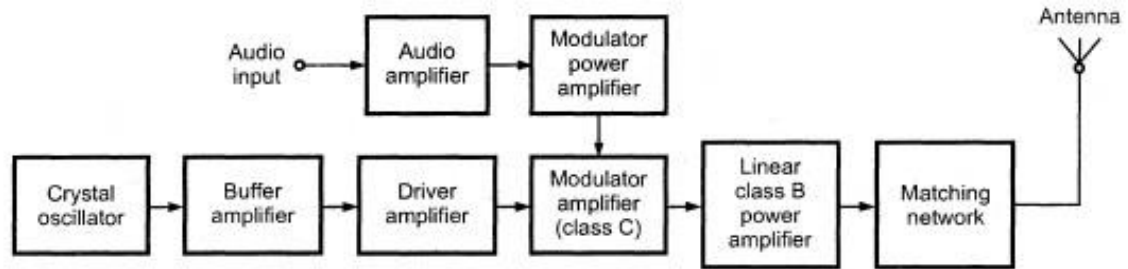 Antenna
Audio
input
Audio
amplifier
Modulator
power
amplifier
Crystal
oscillator
Buffer
amplifier
Driver
amplifier
Modulator
amplifier
(class C)
Linear
class B
power
amplifier
Matching
network